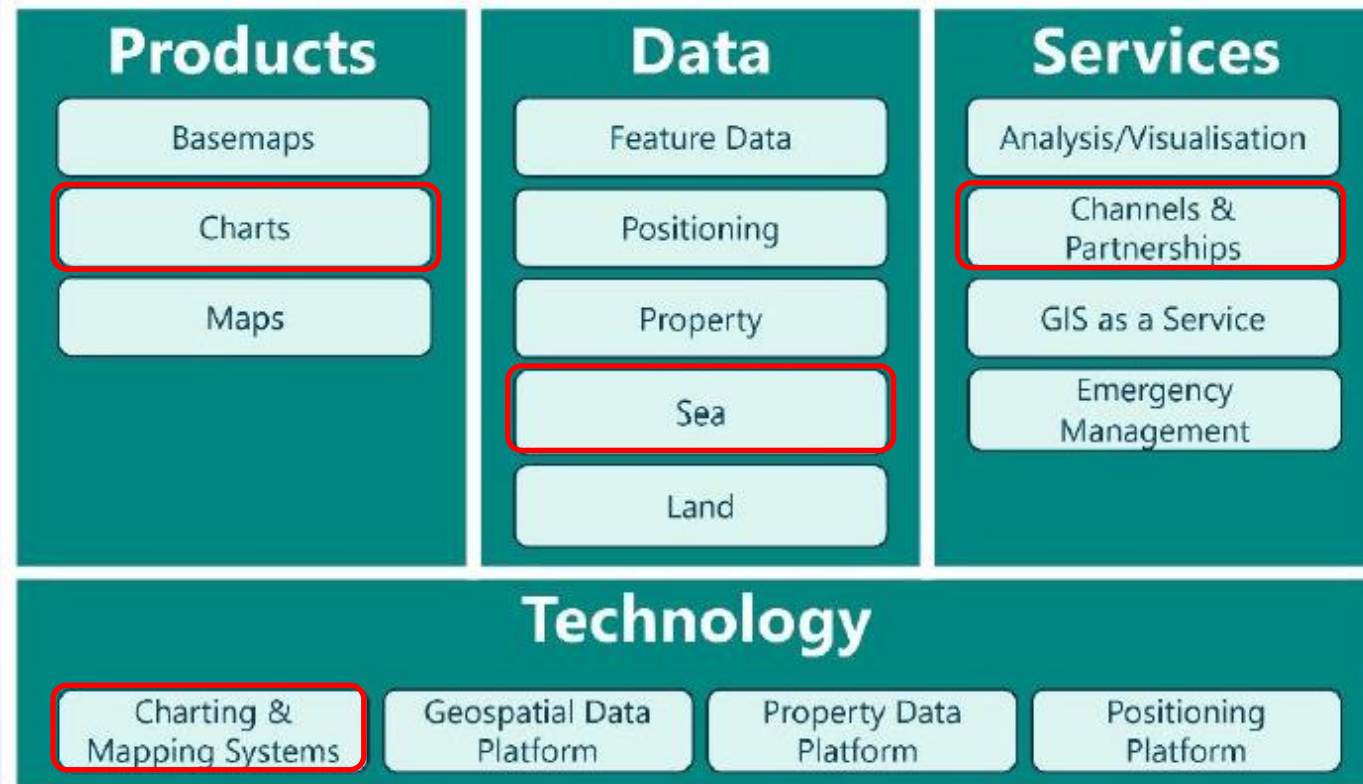 Products
Basemaps
Charts
Maps
Data
Feature Data
Positioning
Property
Sea
Land
Services
Analysis/Visualisation
Channels &
Partnerships
GIS as a Service
Emergency
Management
Technology
Charting &
Mapping Systems
Geospatial Data
Platform
Property Data
Platform
Positioning
Platform